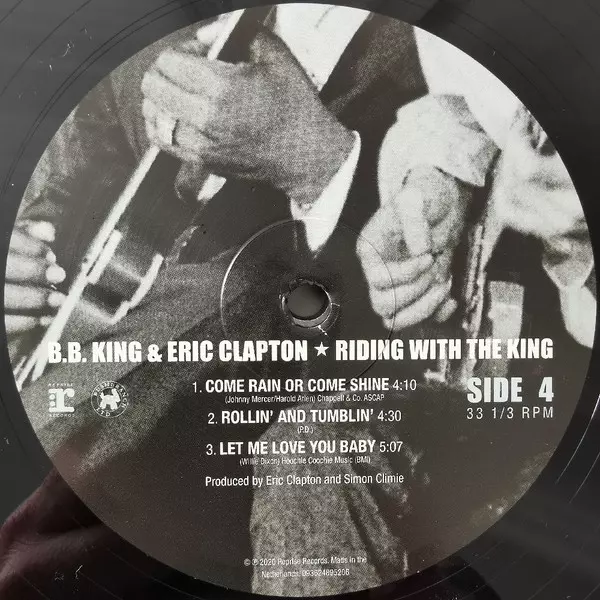 B.B. KING & ERIC CLAPTON ★ RIDING WITH THE KING
1. COME RAIN OR COME SHINE 4:10
(Johnny Mercer/Harold Arlen) Chappell & Co. ASCAP
2. ROLLIN' AND TUMBLIN' 4:30
(P.D.)
3. LET ME LOVE YOU BABY 5:07
(Willie Dixon) Hoochie Coochie Music (BMI)
Produced by Eric Clapton and Simon Climie
SIDE 4
33 1/3 RPM
REPRISE
RECORDS
© ℗ 2020 Reprise Records. Made in the
Netherlands. 093624895206